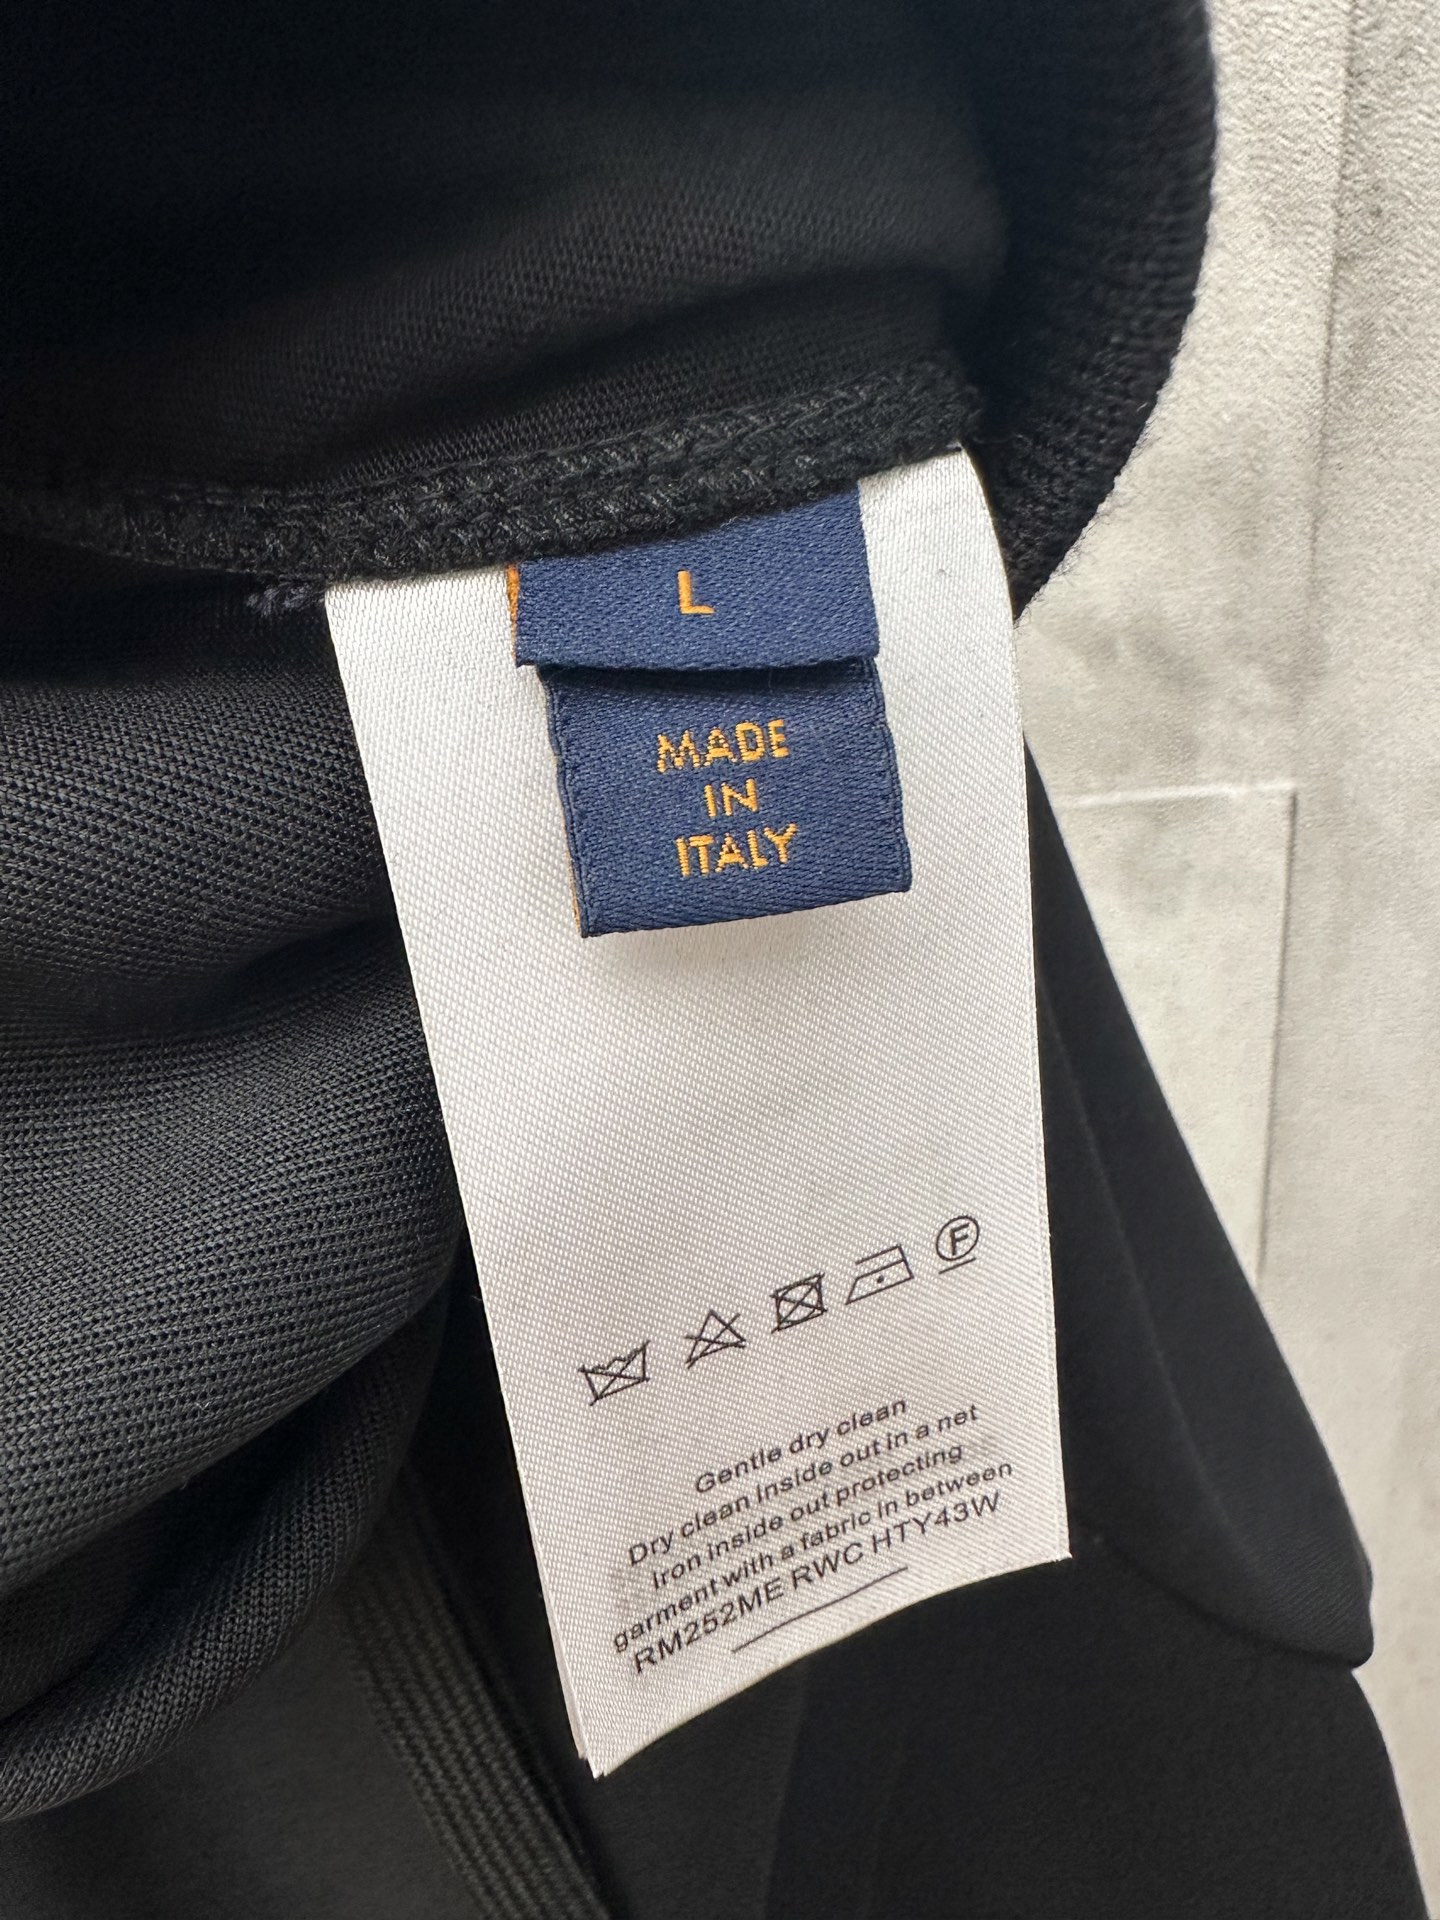 L
MADE
IN
ITALY
F
Gentle dry clean
Dry clean inside out in a net
Iron inside out protecting
garment with a fabric in between
RM252ME RWC HTY43W